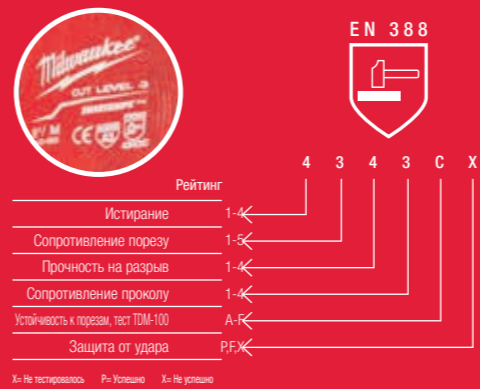 Milwaukee
CUT LEVEL 3
CE
EN 388
4 3 4 3 C X
Рейтинг
Истирание 1-4
Сопротивление порезу 1-5
Прочность на разрыв 1-4
Сопротивление проколу 1-4
Устойчивость к порезам, тест TDM-100 A-F
Защита от удара P,F,X
X= Не тестировалось P= Успешно X= Не успешно